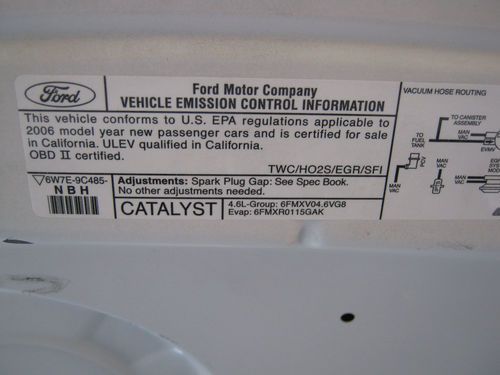 Ford
Ford Motor Company
VEHICLE EMISSION CONTROL INFORMATION
This vehicle conforms to U.S. EPA regulations applicable to
2006 model year new passenger cars and is certified for sale
in California. ULEV qualified in California.
OBD II certified.
TWC/HO2S/EGR/SFI
6W7E-9C485-
NBH
Adjustments: Spark Plug Gap: See Spec Book.
No other adjustments needed.
CATALYST
4.6L-Group: 6FMXV04.6VG8
Evap: 6FMXR0115GAK
VACUUM HOSE ROUTING
TO CANISTER
ASSEMBLY
TO
FUEL
TANK
MAN
VAC
EVMV
PCV
MAN
VAC
MAN
VAC
MAN
VAC